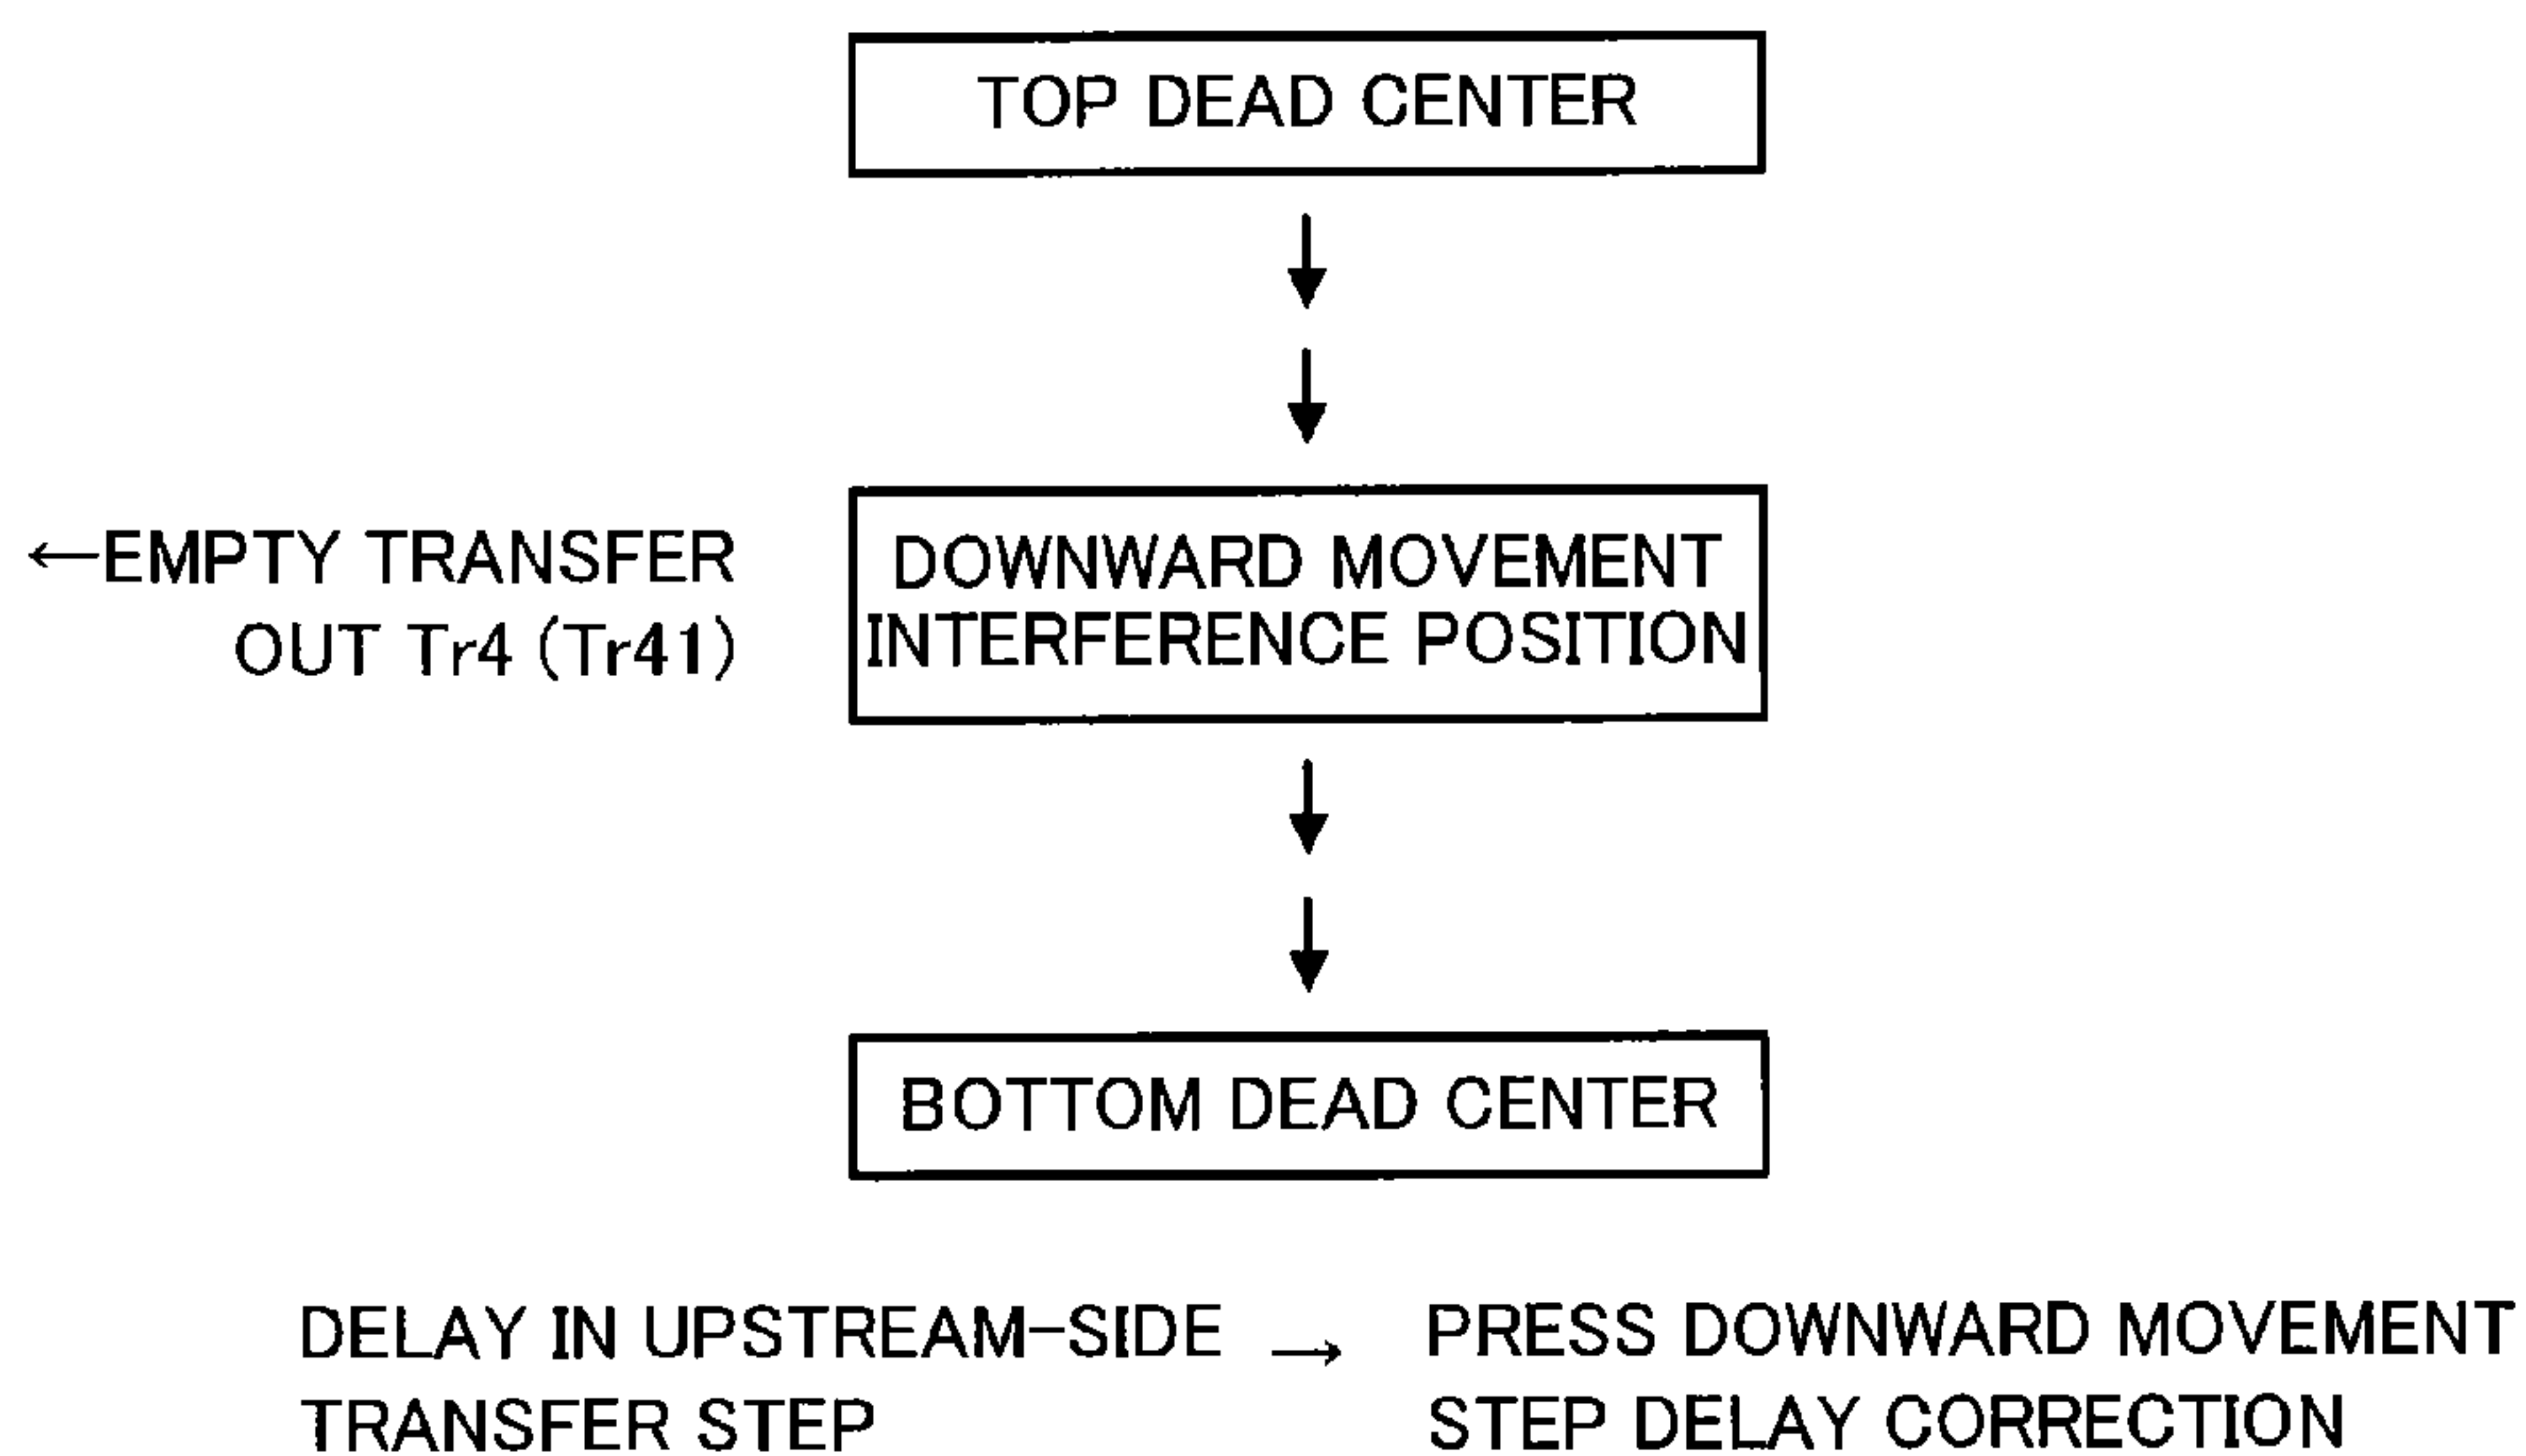 TOP DEAD CENTER
←EMPTY TRANSFER
OUT Tr4 (Tr41)
DOWNWARD MOVEMENT
INTERFERENCE POSITION
BOTTOM DEAD CENTER
DELAY IN UPSTREAM-SIDE
TRANSFER STEP
→
PRESS DOWNWARD MOVEMENT
STEP DELAY CORRECTION